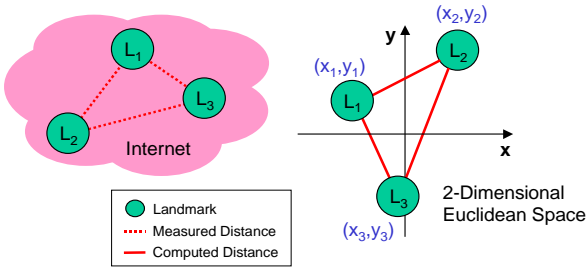 L1
L3
L2
Internet
(x2,y2)
y
L2
(x1,y1)
L1
x
L3
(x3,y3)
2-Dimensional
Euclidean Space
Landmark
Measured Distance
Computed Distance